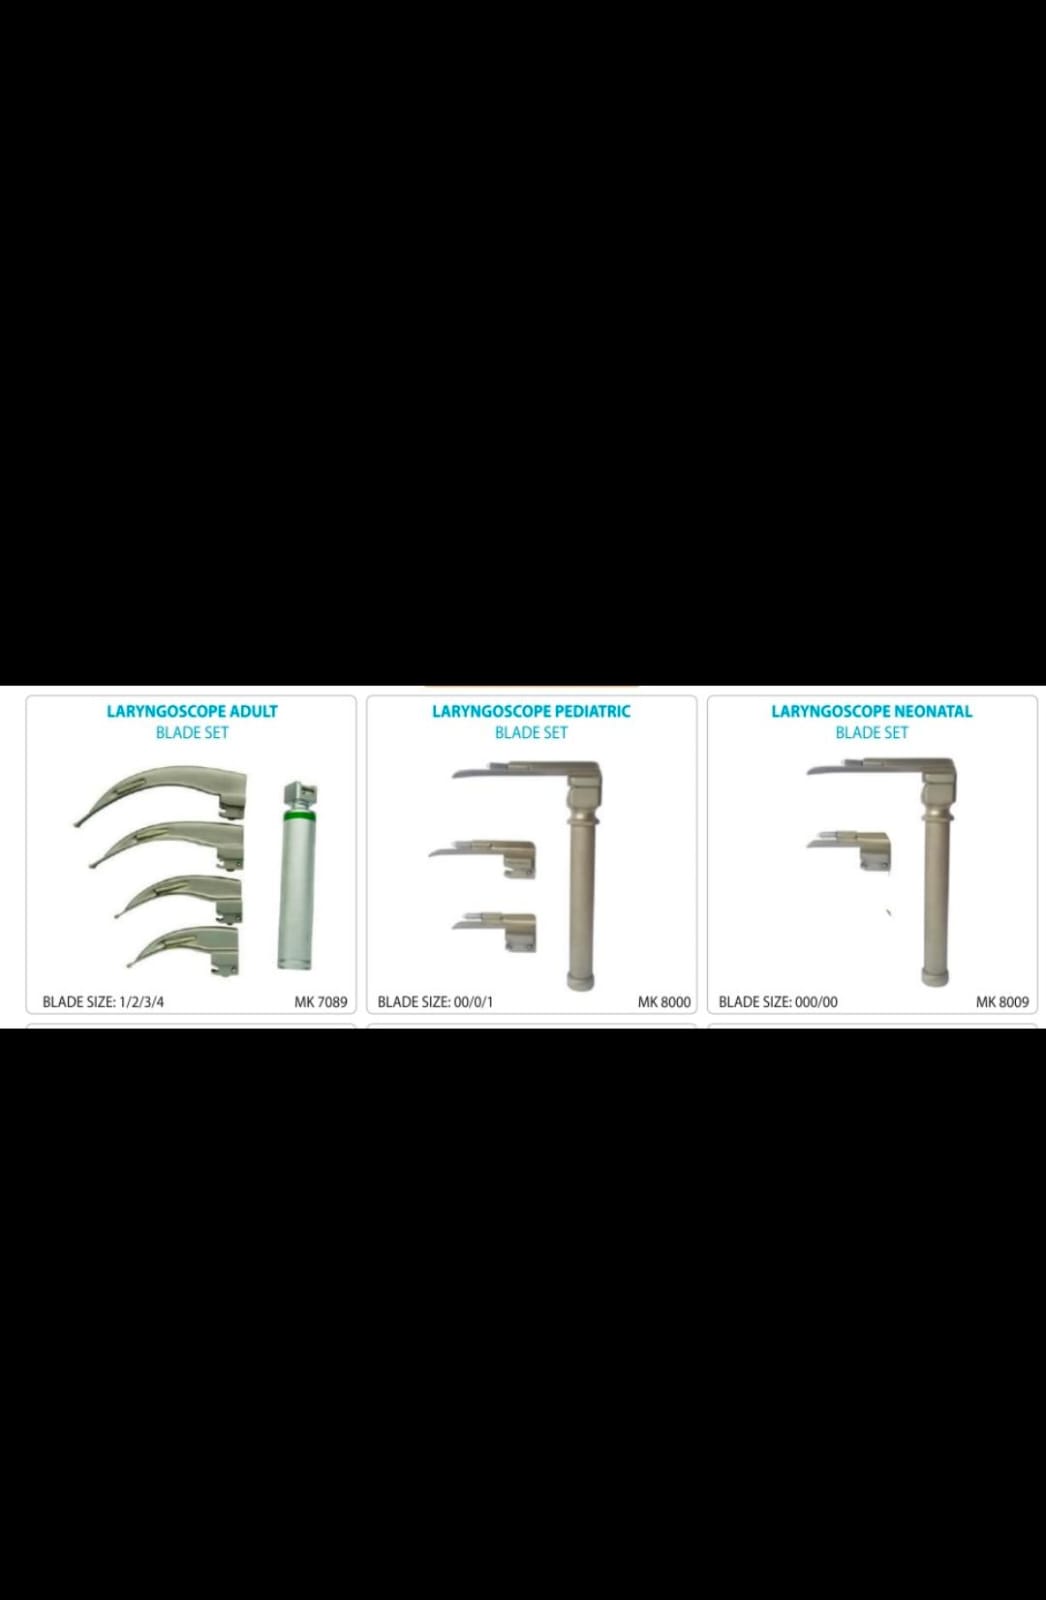 LARYNGOSCOPE ADULT
BLADE SET
BLADE SIZE: 1/2/3/4
MK 7089
LARYNGOSCOPE PEDIATRIC
BLADE SET
BLADE SIZE: 00/0/1
MK 8000
LARYNGOSCOPE NEONATAL
BLADE SET
BLADE SIZE: 000/00
MK 8009